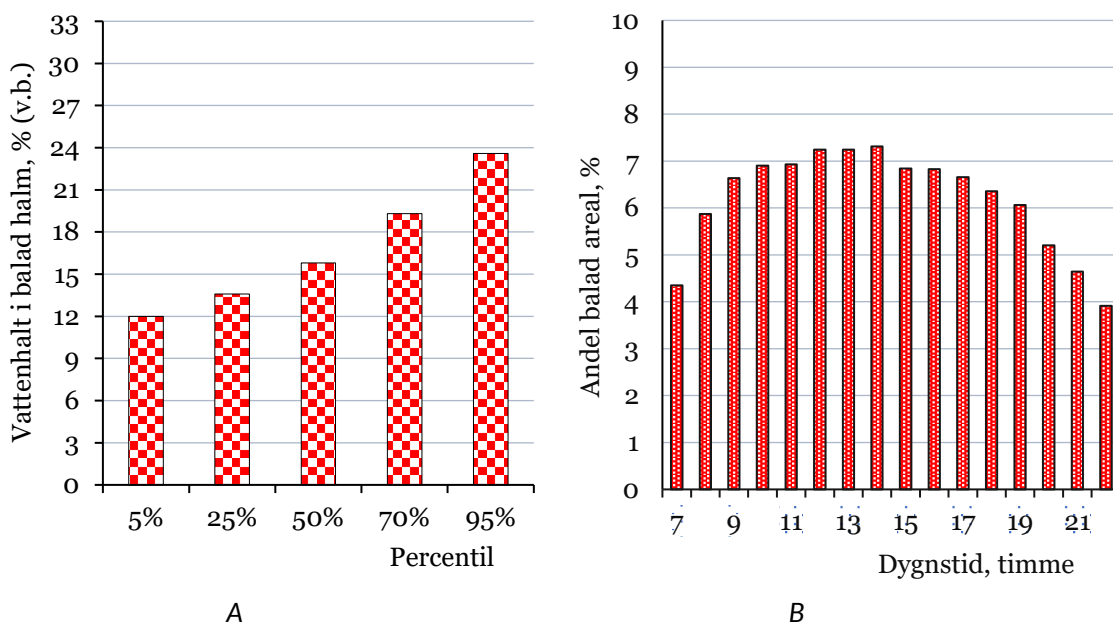 Vattenhalt i balad halm, % (v.b.)
33
30
27
24
21
18
15
12
9
6
3
0
5% 25% 50% 70% 95%
Percentil
A
Andel balad areal, %
10
9
8
7
6
5
4
3
2
1
0
7 9 11 13 15 17 19 21
Dygnstid, timme
B